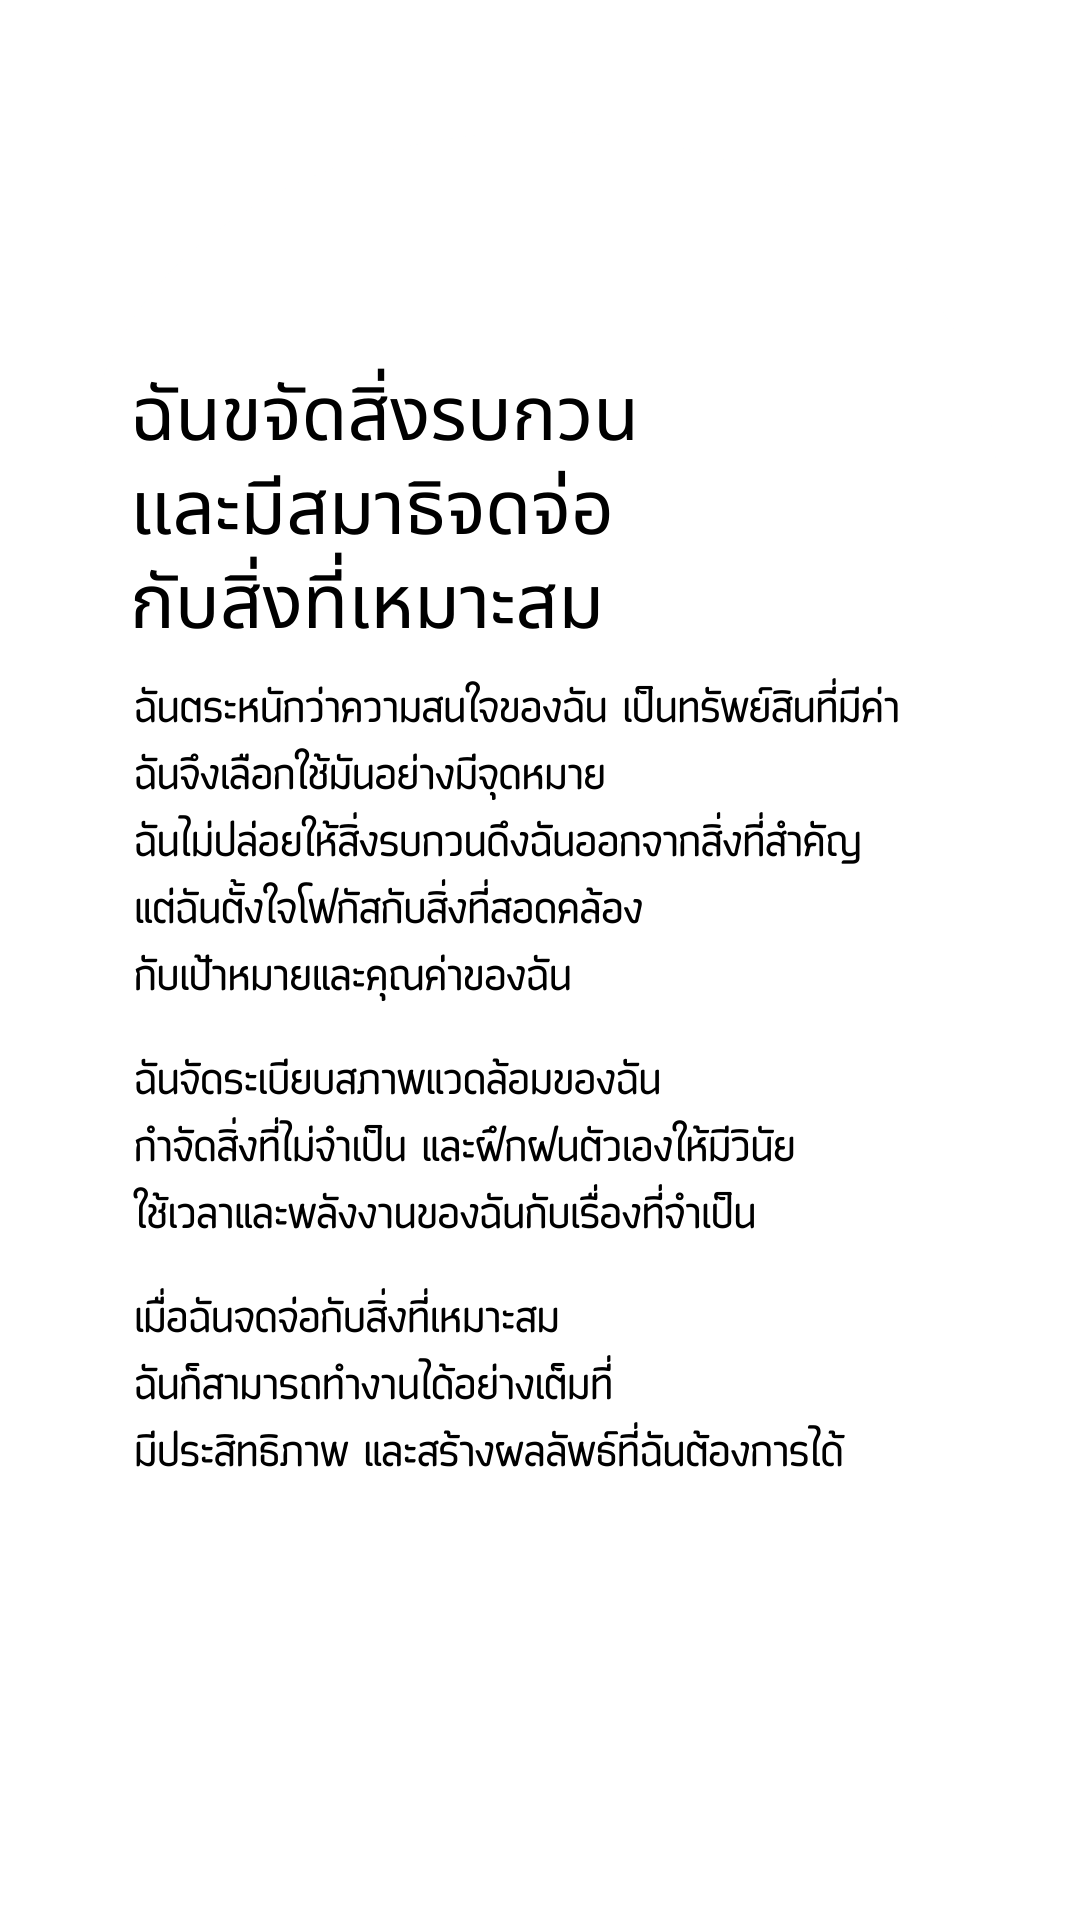 ฉันขจัดสิ่งรบกวน
และมีสมาธิจดจ่อ
กับสิ่งที่เหมาะสม
ฉันตระหนักว่าความสนใจของฉัน เป็นทรัพย์สินที่มีค่า
ฉันจึงเลือกใช้มันอย่างมีจุดหมาย
ฉันไม่ปล่อยให้สิ่งรบกวนดึงฉันออกจากสิ่งที่สำคัญ
แต่ฉันตั้งใจโฟกัสกับสิ่งที่สอดคล้อง
กับเป้าหมายและคุณค่าของฉัน
ฉันจัดระเบียบสภาพแวดล้อมของฉัน
กำจัดสิ่งที่ไม่จำเป็น และฝึกฝนตัวเองให้มีวินัย
ใช้เวลาและพลังงานของฉันกับเรื่องที่จำเป็น
เมื่อฉันจดจ่อกับสิ่งที่เหมาะสม
ฉันก็สามารถทำงานได้อย่างเต็มที่
มีประสิทธิภาพ และสร้างผลลัพธ์ที่ฉันต้องการได้